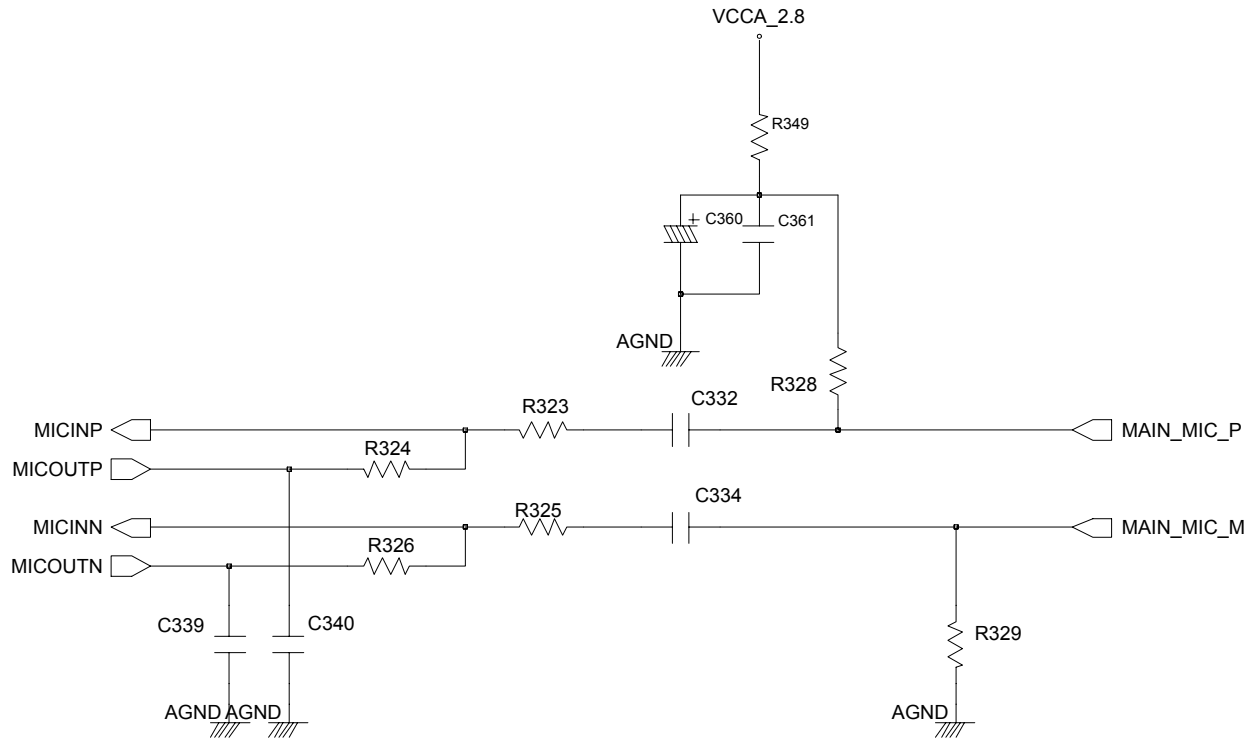 VCCA_2.8
R349
+ C360
C361
AGND
R328
C332
R323
MICINP
MAIN_MIC_P
R324
MICOUTP
C334
R325
MICINN
MAIN_MIC_M
R326
MICOUTN
C339
C340
R329
AGND AGND
AGND